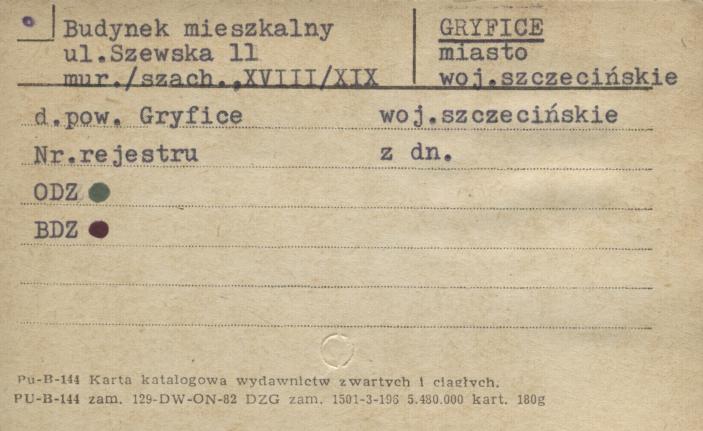 Budynek mieszkalny
ul.Szewska 11
mur./szach.,XVIII/XIX
GRYFICE
miasto
woj.szczecińskie
d.pow. Gryfice woj.szczecińskie
Nr.rejestru z dn.
ODZ
BDZ
Pu-B-144 Karta katalogowa wydawnictw zwartych i ciągłych.
PU-B-144 zam. 129-DW-ON-82 DZG zam. 1501-3-196 5.480.000 kart. 180g